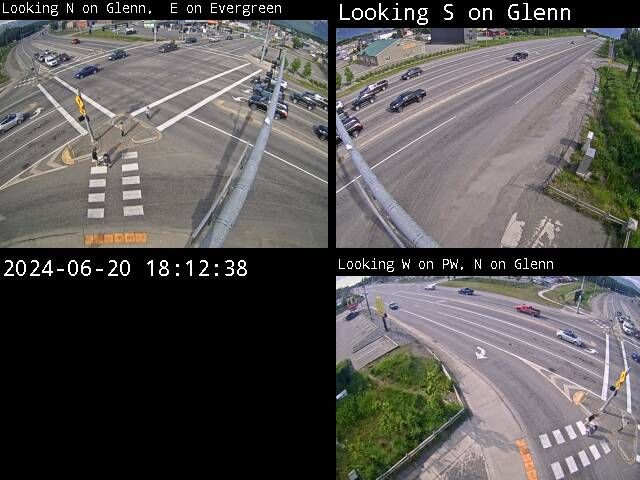 Looking N on Glenn, E on Evergreen
Looking S on Glenn
2024-06-20 18:12:38
Looking W on PW, N on Glenn